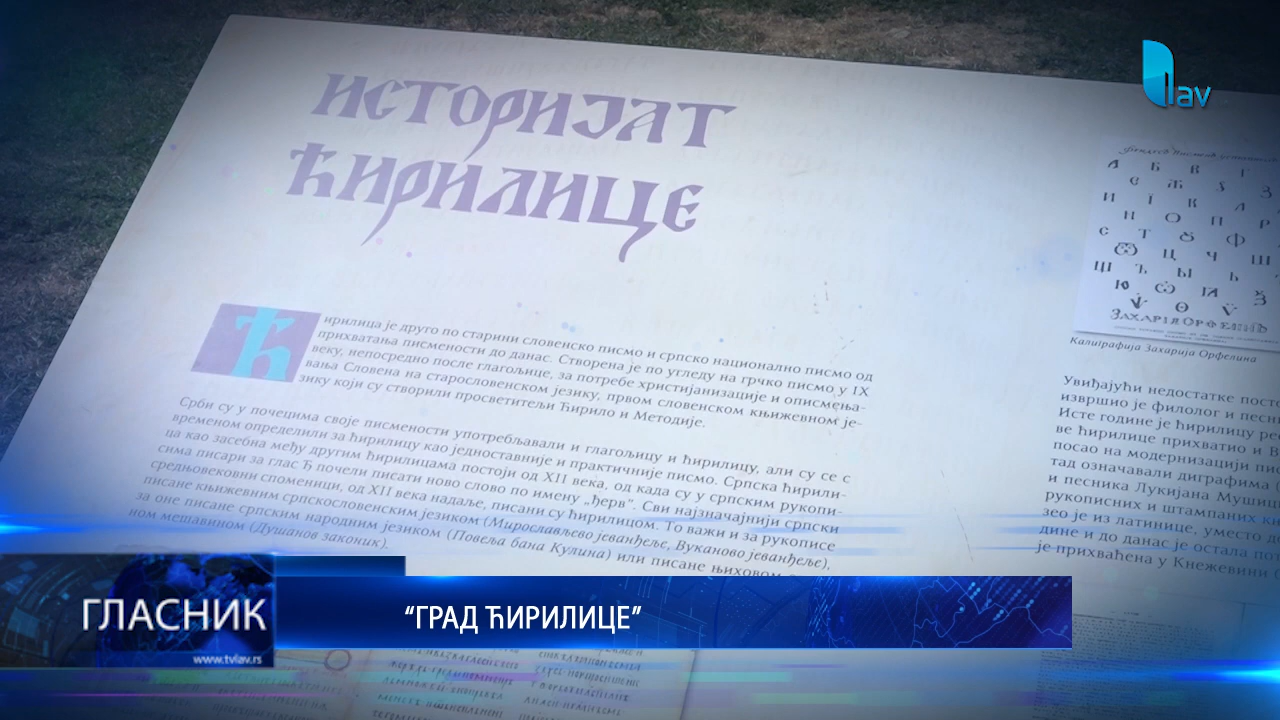 lav
ИСТОРИЈАТ
ЋИРИЛИЦЕ
Ћ
ирилица је друго по старини словенско писмо и српско национално писмо од
прихватања писмености до данас. Створена је по угледу на грчко писмо у IX
веку, непосредно после глагољице, за потребе христијанизације и описмења-
вања Словена на старословенском језику, првом словенском књижевном је-
зику који су створили просветитељи Ћирило и Методије.
Срби су у почецима своје писмености употребљавали и глагољицу и ћирилицу, али су се с
временом определили за ћирилицу као једноставније и практичније писмо. Српска ћирили-
ца као засебна међу другим ћирилицама постоји од XII века, од када су у српским рукопи-
сима писари за глас Ђ почели писати ново слово по имену „ђерв”. Сви најзначајнији српски
средњовековни споменици, од XII века надаље, писани су ћирилицом. То важи и за рукописе
писане књижевним српскословенским језиком (Мирослављево јеванђеље, Вуканово јеванђеље),
за оне писане српским народним језиком (Повеља бана Кулина) или писане њиховом
ном мешавином (Душанов законик).
ЗАХАРІЯ ОРФЕЛИНЪ
Калиграфија Захарија Орфелина
Увиђајући недостатке
извршио је филолог и
Исте године је ћирилицу
ве ћирилице прихватио и
посао на модернизацији
тад означавали диграфима
и песника Лукијана
рукописних и штампаних
зео је из латинице, уместо
дине и до данас је остала
је прихваћена у Кнежевини
ГЛАСНИК
www.tvlav.rs
“ГРАД ЋИРИЛИЦЕ”